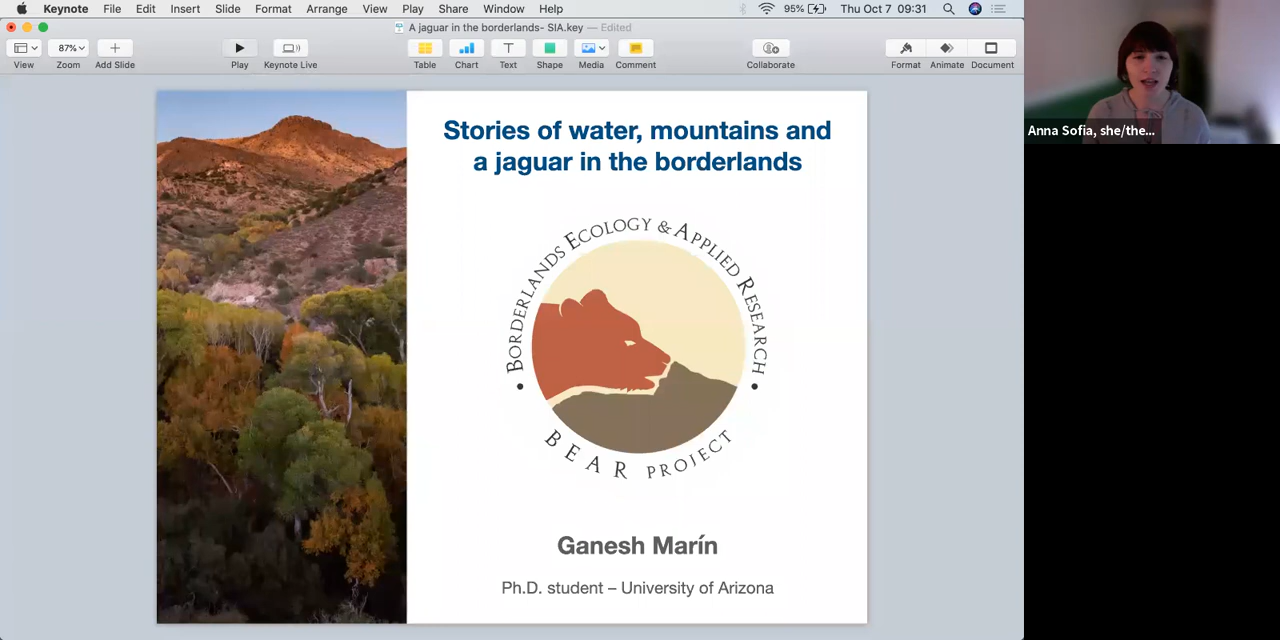 Keynote File Edit Insert Slide Format Arrange View Play Share Window Help 95% Thu Oct 7 09:31
A jaguar in the borderlands- SIA.key — Edited
87%
View Zoom Add Slide Play Keynote Live Table Chart Text Shape Media Comment Collaborate Format Animate Document
Anna Sofia, she/the...
Stories of water, mountains and
a jaguar in the borderlands
• BORDERLANDS ECOLOGY & APPLIED RESEARCH •
BEAR PROJECT
Ganesh Marín
Ph.D. student – University of Arizona